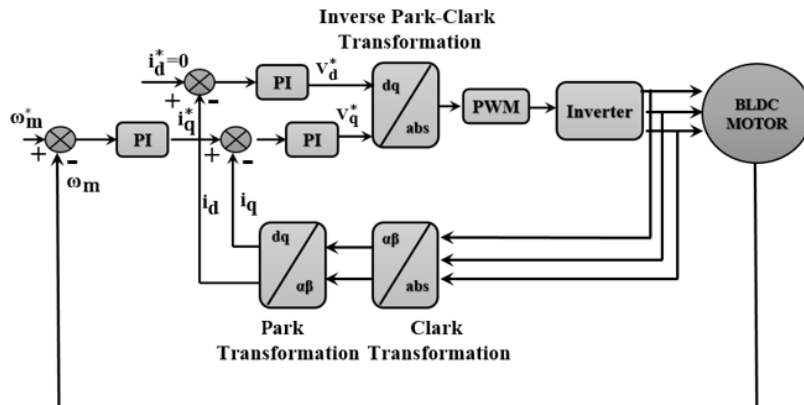 Inverse Park-Clark
Transformation
i*d=0
PI
V*d
dq
abs
PWM
Inverter
BLDC
MOTOR
ω*m
+
-
PI
i*q
+
-
PI
V*q
+
-
ωm
id
iq
dq
αβ
αβ
abs
Park
Transformation
Clark
Transformation